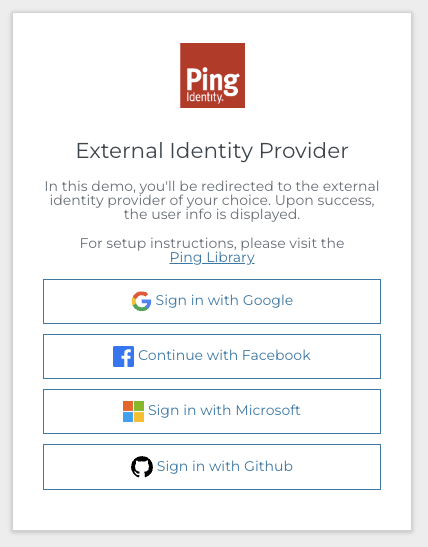 Ping
Identity.
External Identity Provider
In this demo, you'll be redirected to the external
identity provider of your choice. Upon success,
the user info is displayed.
For setup instructions, please visit the
Ping Library
Sign in with Google
Continue with Facebook
Sign in with Microsoft
Sign in with Github